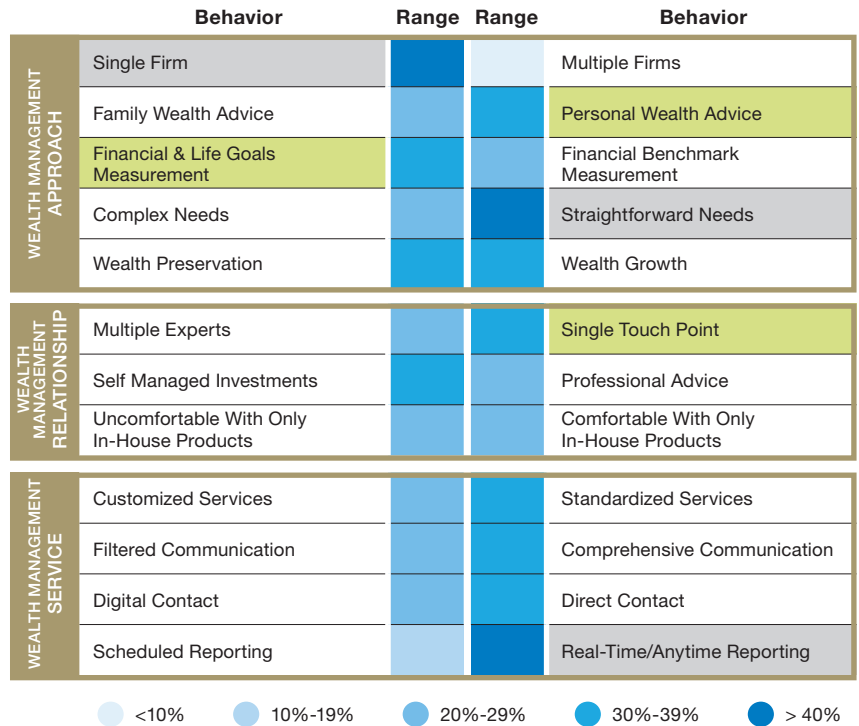 Behavior Range Range Behavior
WEALTH MANAGEMENT
APPROACH
Single Firm Multiple Firms
Family Wealth Advice Personal Wealth Advice
Financial & Life Goals
Measurement
Financial Benchmark
Measurement
Complex Needs Straightforward Needs
Wealth Preservation Wealth Growth
WEALTH
MANAGEMENT
RELATIONSHIP
Multiple Experts Single Touch Point
Self Managed Investments Professional Advice
Uncomfortable With Only
In-House Products
Comfortable With Only
In-House Products
WEALTH MANAGEMENT
SERVICE
Customized Services Standardized Services
Filtered Communication Comprehensive Communication
Digital Contact Direct Contact
Scheduled Reporting Real-Time/Anytime Reporting
<10% 10%-19% 20%-29% 30%-39% > 40%